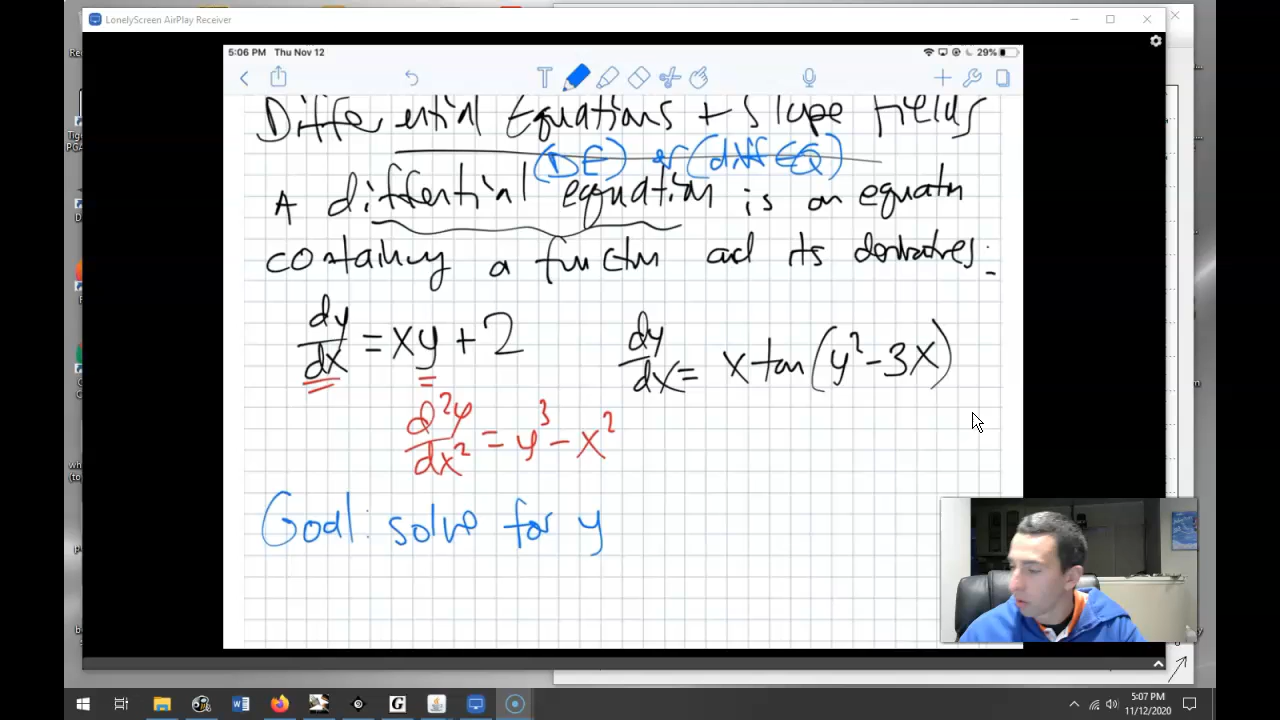 LonelyScreen AirPlay Receiver
5:06 PM Thu Nov 12
29%
T
Differential Equations + Slope Fields
(DE) or (diff EQ)
A differential equation is an equation
containing a function and its derivatives:
dy/dx = xy + 2
dy/dx = x tan(y² - 3x)
d²y/dx² = y³ - x²
Goal: solve for y
5:07 PM
11/12/2020